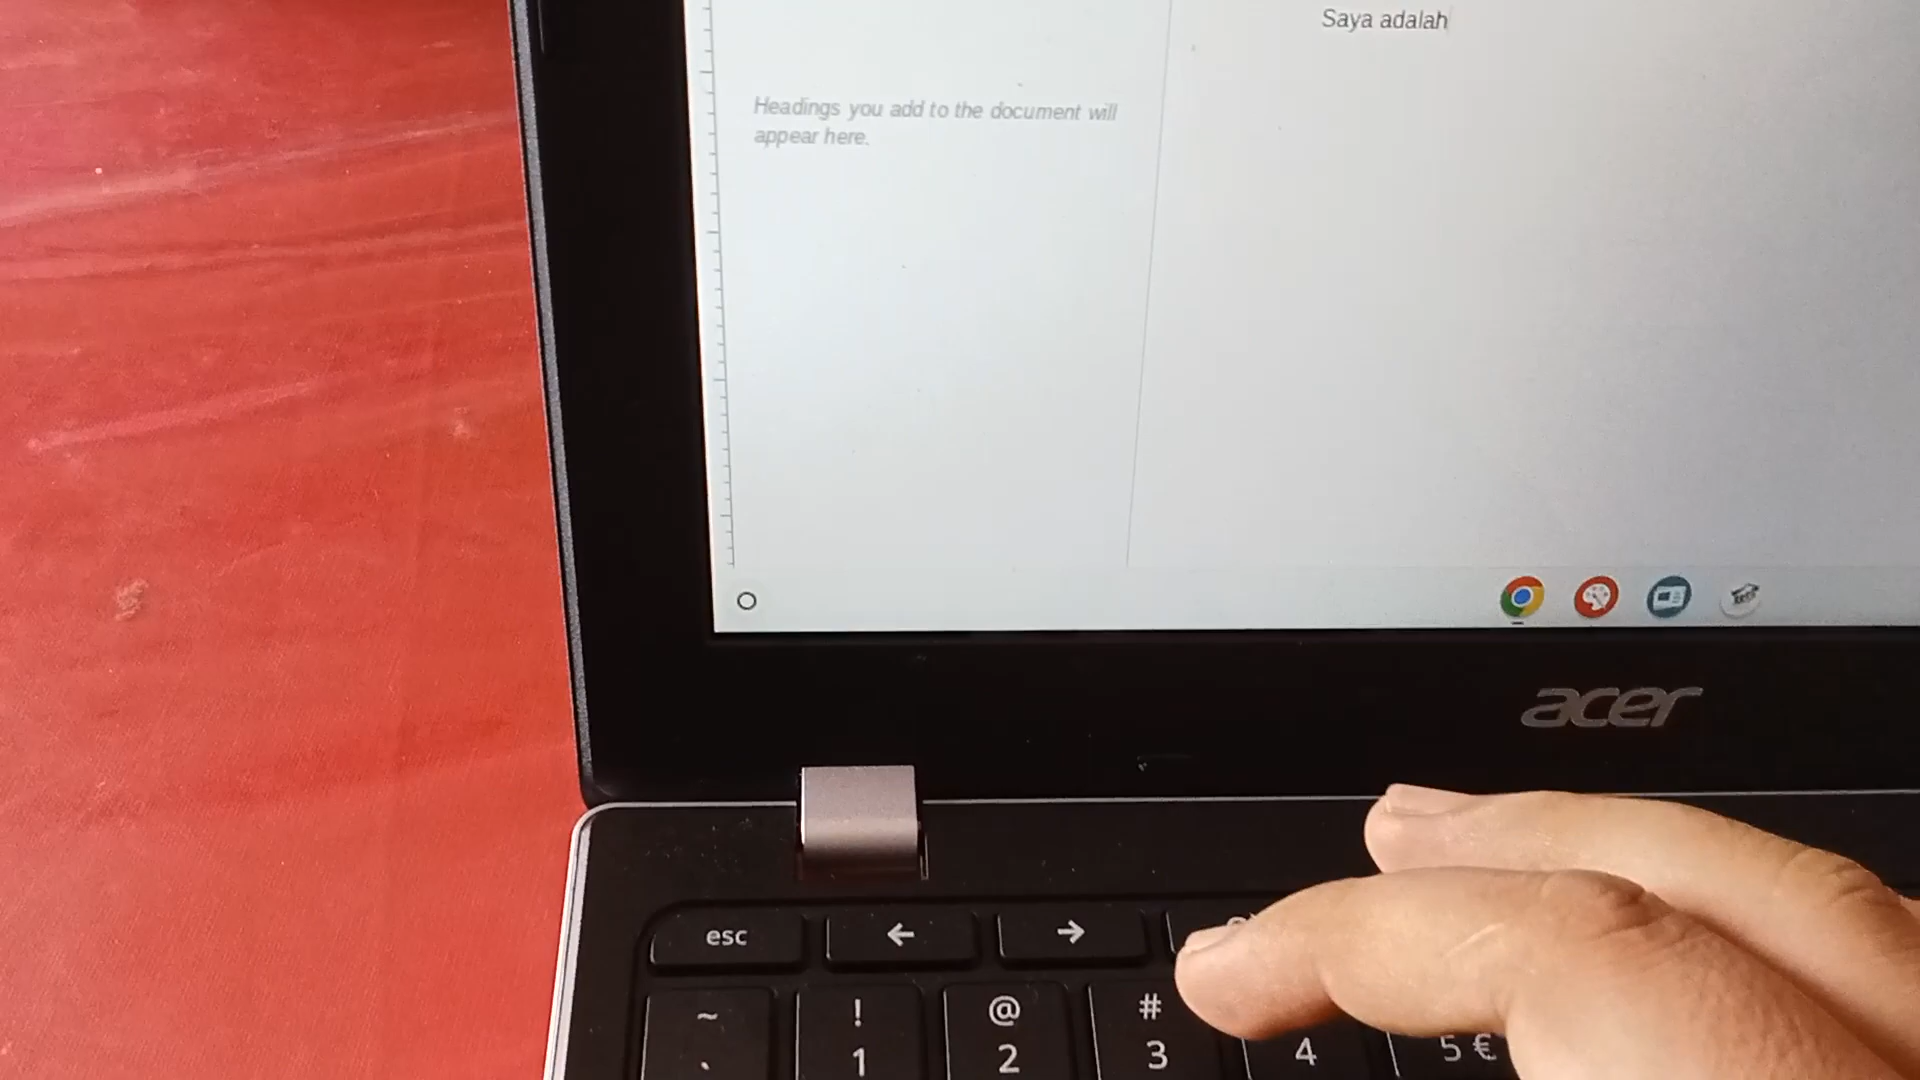 Saya adalah
Headings you add to the document will
appear here.
acer
esc ← →
~ ! @ #
` 1 2 3 4 5 €